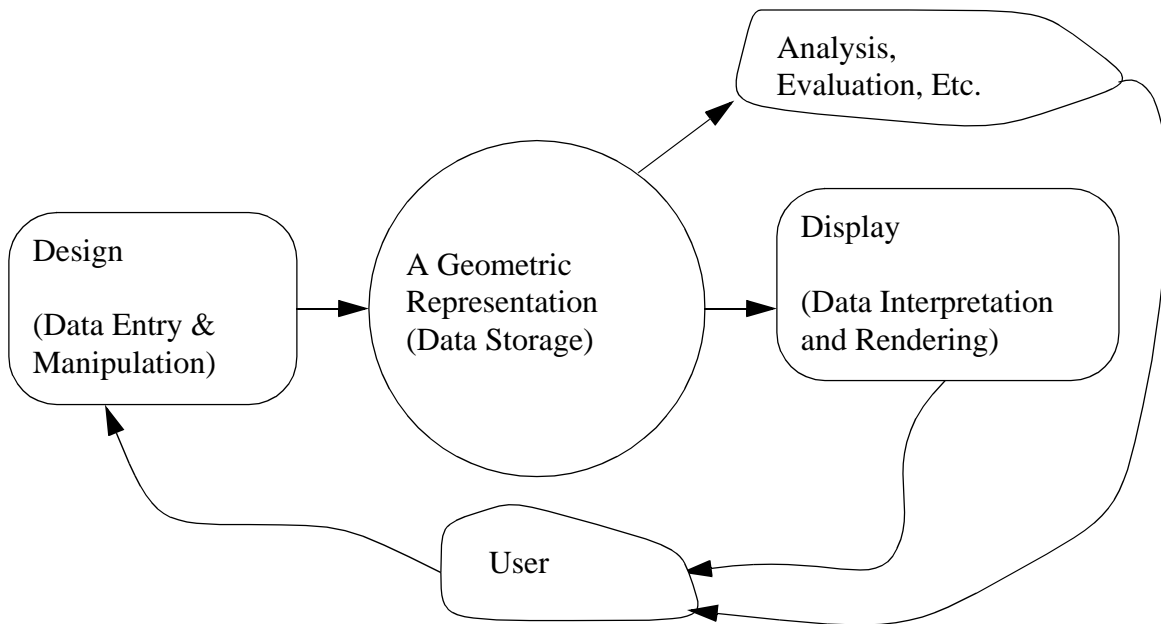 Analysis,
Evaluation, Etc.
Design
(Data Entry &
Manipulation)
A Geometric
Representation
(Data Storage)
Display
(Data Interpretation
and Rendering)
User